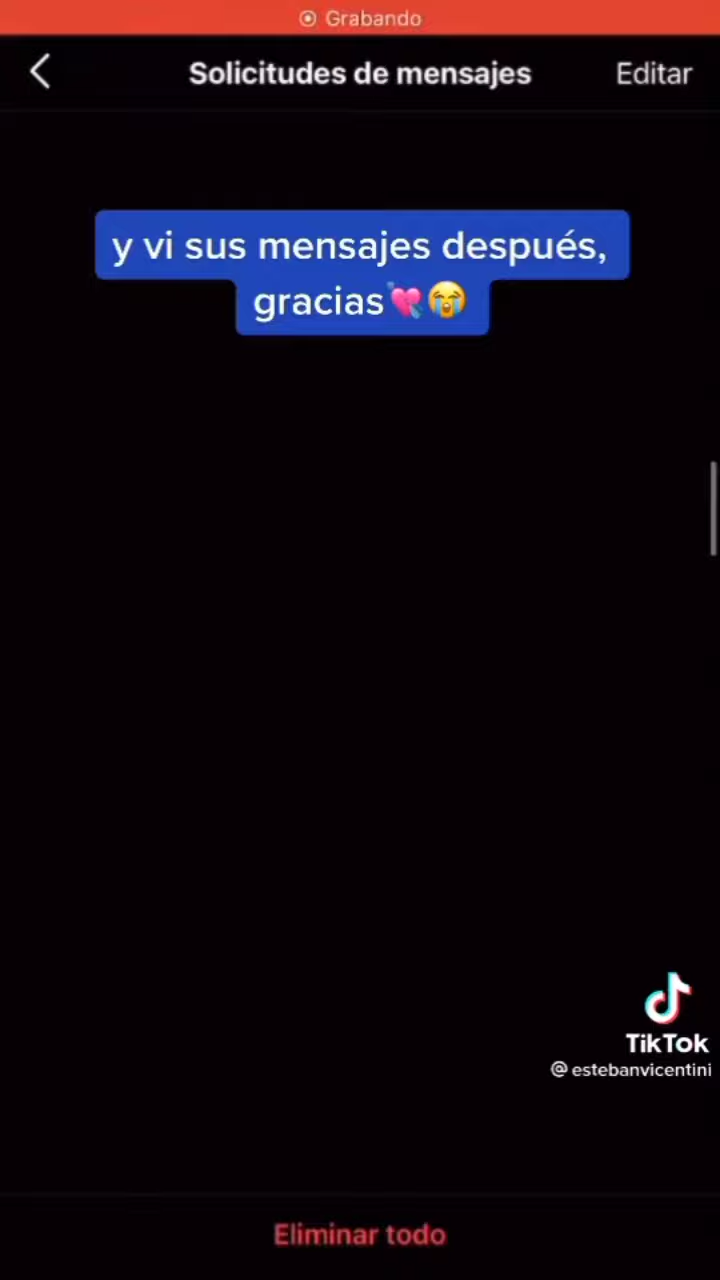 Grabando
Solicitudes de mensajes Editar
y vi sus mensajes después,
gracias💘😭
TikTok
@estebanvicentini
Eliminar todo